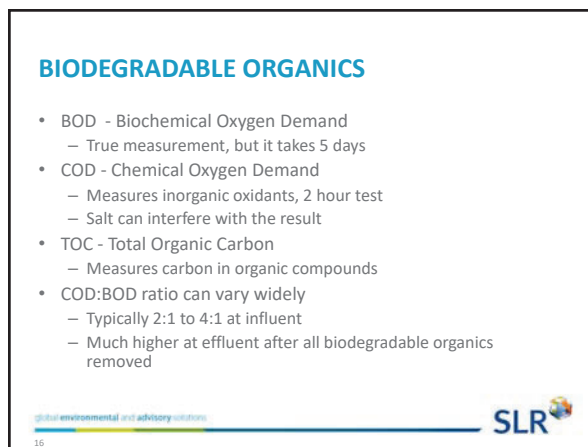 BIODEGRADABLE ORGANICS
• BOD - Biochemical Oxygen Demand
– True measurement, but it takes 5 days
• COD - Chemical Oxygen Demand
– Measures inorganic oxidants, 2 hour test
– Salt can interfere with the result
• TOC - Total Organic Carbon
– Measures carbon in organic compounds
• COD:BOD ratio can vary widely
– Typically 2:1 to 4:1 at influent
– Much higher at effluent after all biodegradable organics
removed
global environmental and advisory solutions
SLR
16